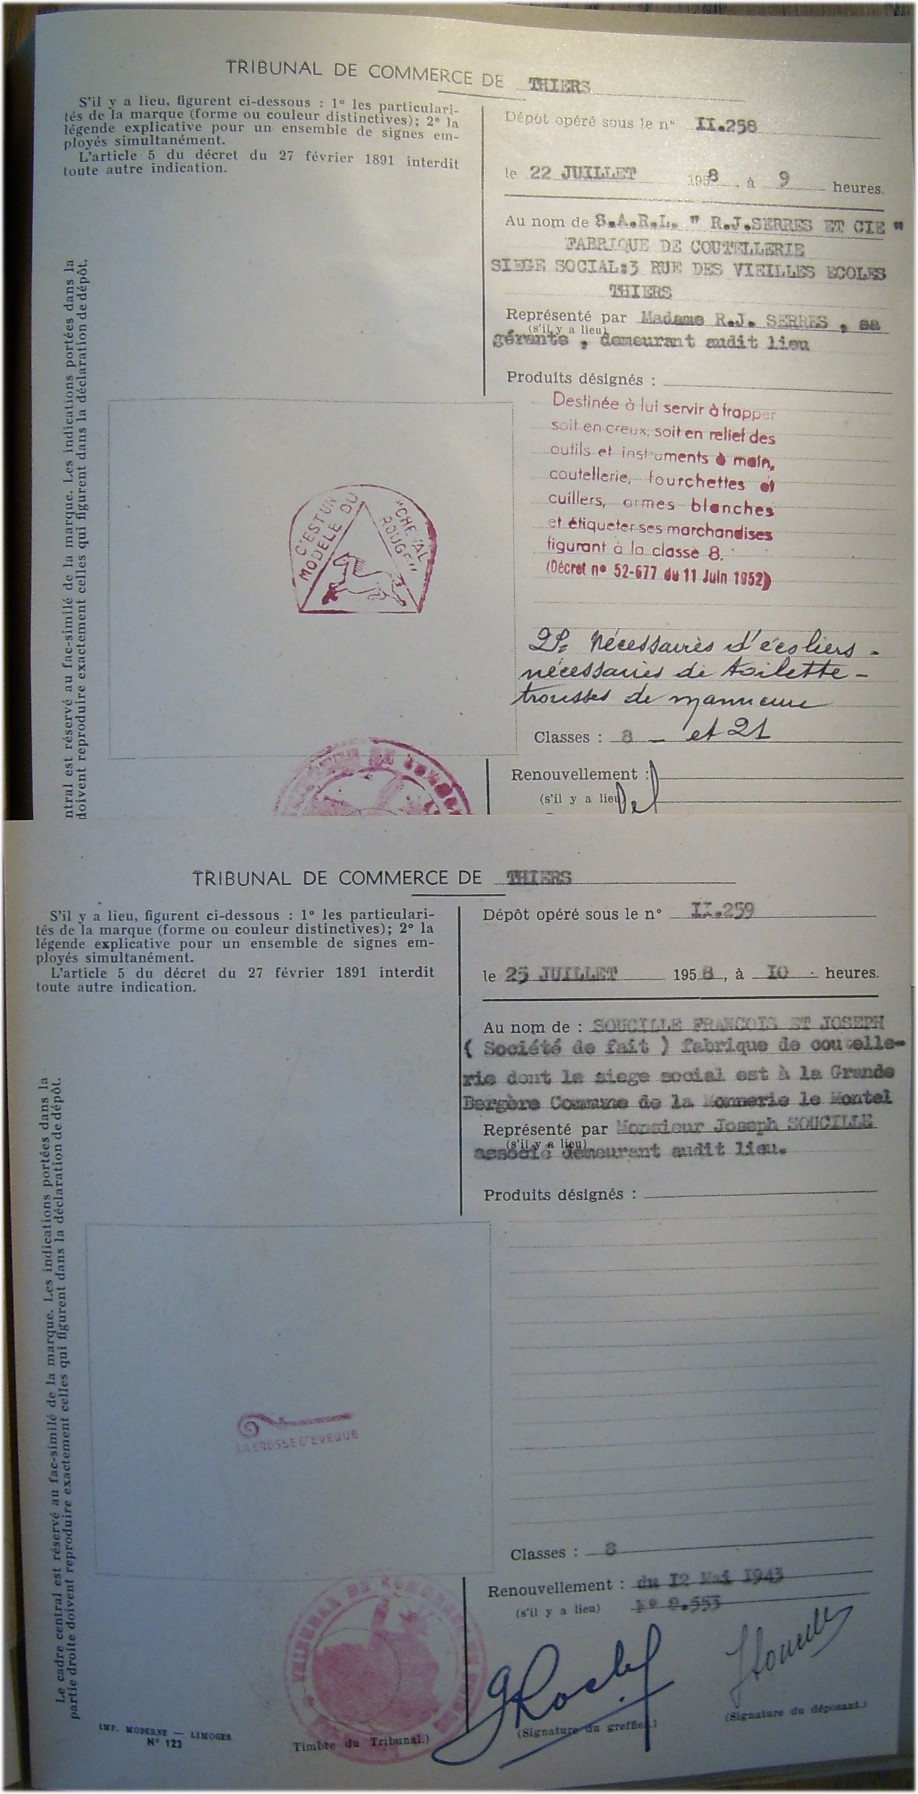 TRIBUNAL DE COMMERCE DE THIERS
S'il y a lieu, figurent ci-dessous : 1° les particulari-
tés de la marque (forme ou couleur distinctives); 2° la
légende explicative pour un ensemble de signes em-
ployés simultanément.
L'article 5 du décret du 27 février 1891 interdit
toute autre indication.
Dépôt opéré sous le n° II.258
le 22 JUILLET 1958, à 9 heures.
Au nom de S.A.R.L. " R.J.SERRES ET CIE "
FABRIQUE DE COUTELLERIE
SIEGE SOCIAL:3 RUE DES VIEILLES ECOLES
THIERS
Représenté par Madame R.J. SERRES , sa
(s'il y a lieu)
gérante , demeurant audit lieu
Produits désignés :
Destinée à lui servir à frapper
soit en creux, soit en relief des
outils et instruments à main,
coutellerie, fourchettes et
cuillers, armes blanches
et étiqueter ses marchandises
figurant à la classe 8.
(Décret n° 52-677 du 11 Juin 1952)
2°. Nécessaires d'écoliers -
nécessaires de toilette -
trousses de manucure
Classes : 8 - et 21
Renouvellement :
(s'il y a lieu)
C'EST UN
MODELE DU
"CHEVAL
ROUGE"
ntral est réservé au fac-similé de la marque. Les indications portées dans la
doivent reproduire exactement celles qui figurent dans la déclaration de dépôt.
TRIBUNAL DE COMMERCE DE THIERS
S'il y a lieu, figurent ci-dessous : 1° les particulari-
tés de la marque (forme ou couleur distinctives); 2° la
légende explicative pour un ensemble de signes em-
ployés simultanément.
L'article 5 du décret du 27 février 1891 interdit
toute autre indication.
Dépôt opéré sous le n° II.259
le 25 JUILLET 1958, à 10 heures.
Au nom de : SOUCILLE FRANCOIS ET JOSEPH
( Société de fait ) fabrique de coutelle-
rie dont le siege social est à la Grande
Bergère Commune de la Monnerie le Montel
Représenté par Monsieur Joseph SOUCILLE
(s'il y a lieu)
associé demeurant audit lieu.
Produits désignés :
LA CROSSE D'EVEQUE
Classes : 8
Renouvellement : du 12 Mai 1943
(s'il y a lieu) N° 9.553
Le cadre central est réservé au fac-similé de la marque. Les indications portées dans la
partie droite doivent reproduire exactement celles qui figurent dans la déclaration de dépôt.
IMP. MODERNE — LIMOGES
N° 123
Timbre du Tribunal.)
(Signature du greffier.)
(Signature du déposant.)